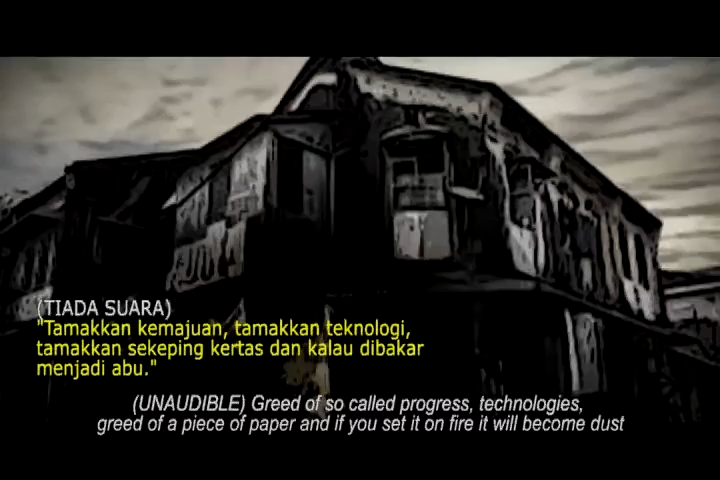 (TIADA SUARA)
"Tamakkan kemajuan, tamakkan teknologi,
tamakkan sekeping kertas dan kalau dibakar
menjadi abu."
(UNAUDIBLE) Greed of so called progress, technologies,
greed of a piece of paper and if you set it on fire it will become dust